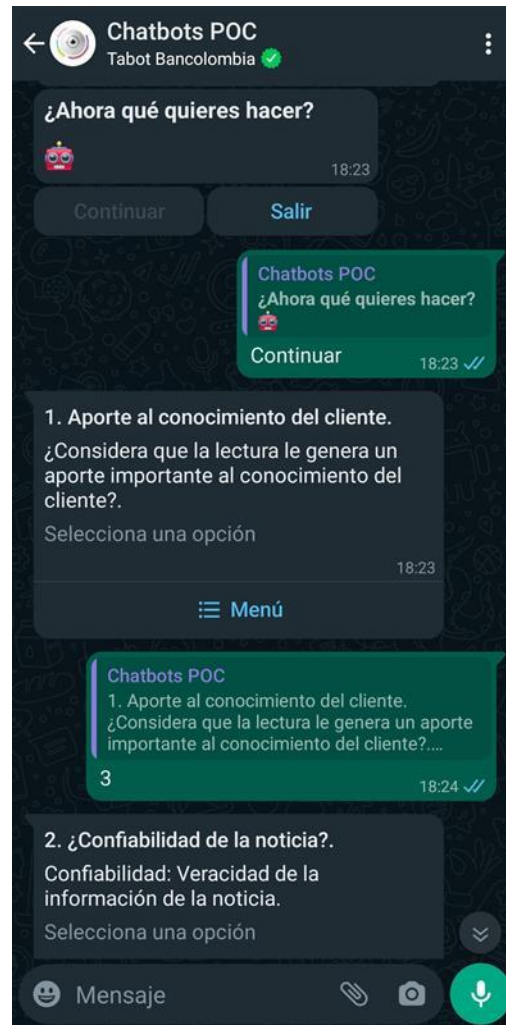 Chatbots POC
Tabot Bancolombia
¿Ahora qué quieres hacer?
18:23
Continuar
Salir
Chatbots POC
¿Ahora qué quieres hacer?
Continuar
18:23
1. Aporte al conocimiento del cliente.
¿Considera que la lectura le genera un
aporte importante al conocimiento del
cliente?.
Selecciona una opción
18:23
Menú
Chatbots POC
1. Aporte al conocimiento del cliente.
¿Considera que la lectura le genera un aporte
importante al conocimiento del cliente?....
3
18:24
2. ¿Confiabilidad de la noticia?.
Confiabilidad: Veracidad de la
información de la noticia.
Selecciona una opción
Mensaje